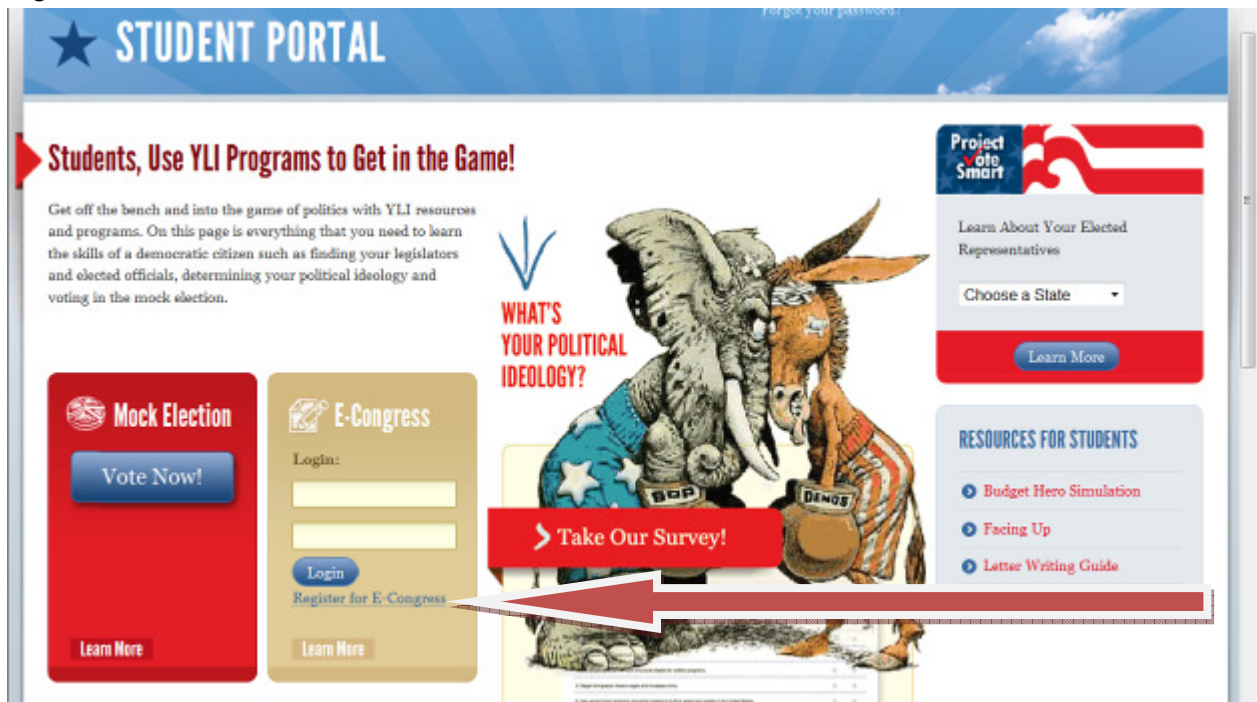 Forgot your password?
STUDENT PORTAL
Students, Use YLI Programs to Get in the Game!
Get off the bench and into the game of politics with YLI resources
and programs. On this page is everything that you need to learn
the skills of a democratic citizen such as finding your legislators
and elected officials, determining your political ideology and
voting in the mock election.
WHAT'S
YOUR POLITICAL
IDEOLOGY?
GOP
DEMOS
Take Our Survey!
Mock Election
Vote Now!
Learn More
E-Congress
Login:
Login
Register for E-Congress
Learn More
Project
Vote
Smart
Learn About Your Elected
Representatives
Choose a State
Learn More
RESOURCES FOR STUDENTS
Budget Hero Simulation
Facing Up
Letter Writing Guide